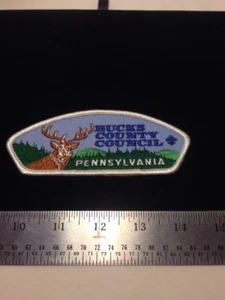 BUCKS
COUNTY
COUNCIL
PENNSYLVANIA
10 11 12 13 14 15